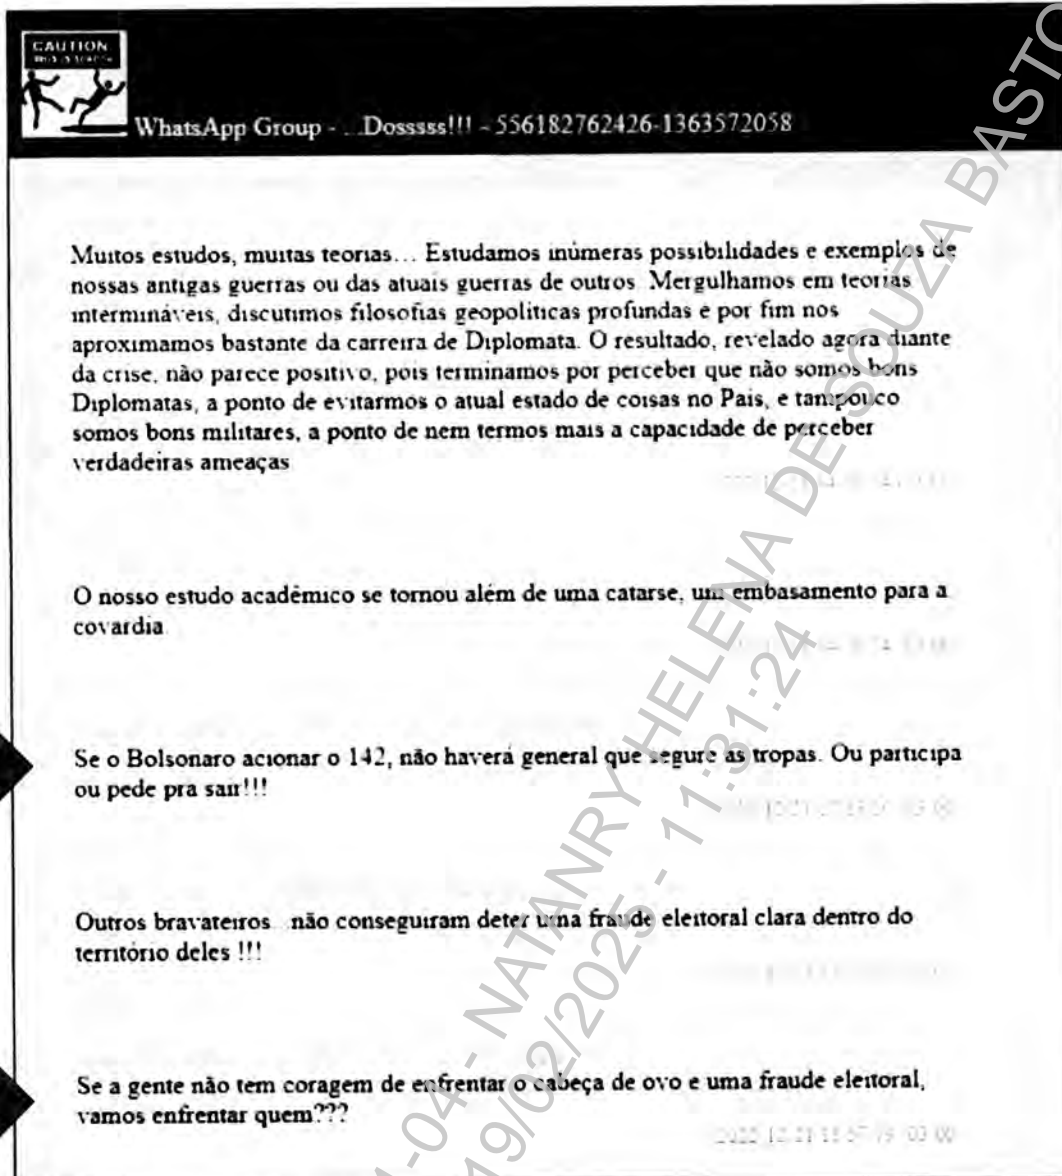 CAUTION
WhatsApp Group - ...Dosssss!!! - 556182762426-1363572058
Muitos estudos, muitas teorias… Estudamos inúmeras possibilidades e exemplos de
nossas antigas guerras ou das atuais guerras de outros. Mergulhamos em teorias
intermináveis, discutimos filosofias geopolíticas profundas e por fim nos
aproximamos bastante da carreira de Diplomata. O resultado, revelado agora diante
da crise, não parece positivo, pois terminamos por perceber que não somos bons
Diplomatas, a ponto de evitarmos o atual estado de coisas no País, e tampouco
somos bons militares, a ponto de nem termos mais a capacidade de perceber
verdadeiras ameaças
O nosso estudo acadêmico se tornou além de uma catarse, um embasamento para a
covardia
Se o Bolsonaro acionar o 142, não haverá general que segure as tropas. Ou participa
ou pede pra sair!!!
Outros bravateiros... não conseguiram deter uma fraude eleitoral clara dentro do
território deles !!!
Se a gente não tem coragem de enfrentar o cabeça de ovo e uma fraude eleitoral,
vamos enfrentar quem???
NATANRY HELENA DE SOUZA BASTO
19/02/2025 - 11:31:24